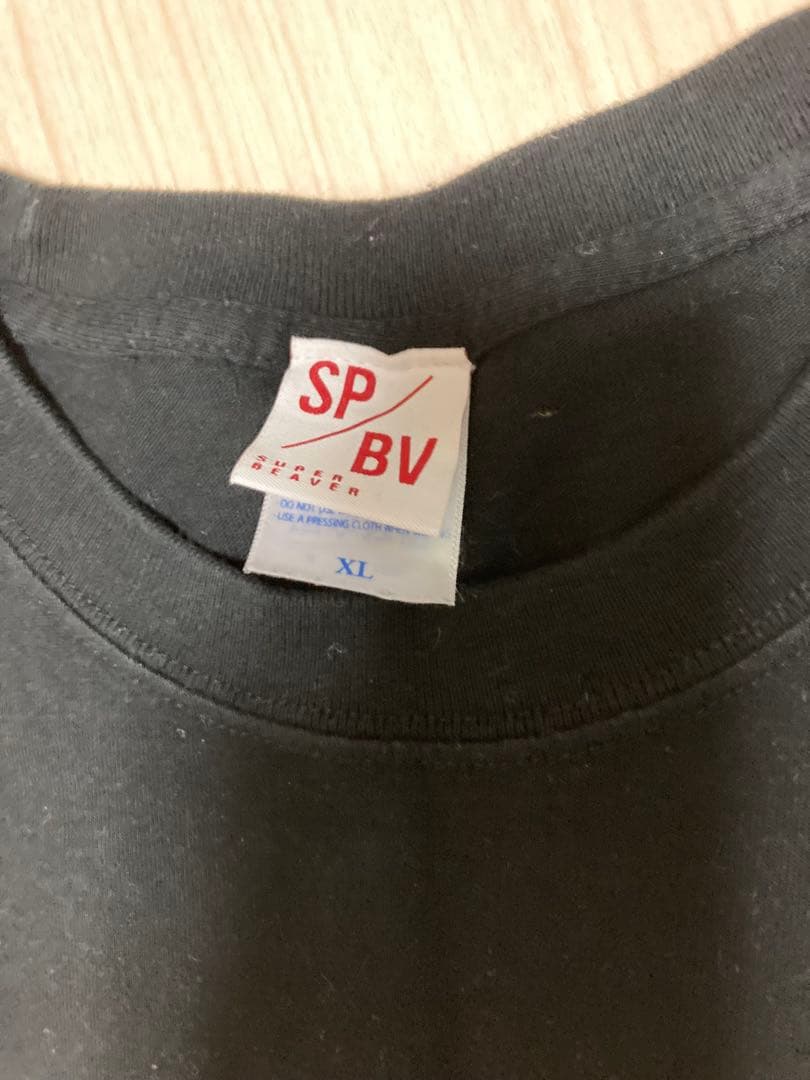 SP/
BV
SUPER
BEAVER
DO NOT USE
USE A PRESSING CLOTH WHEN
XL